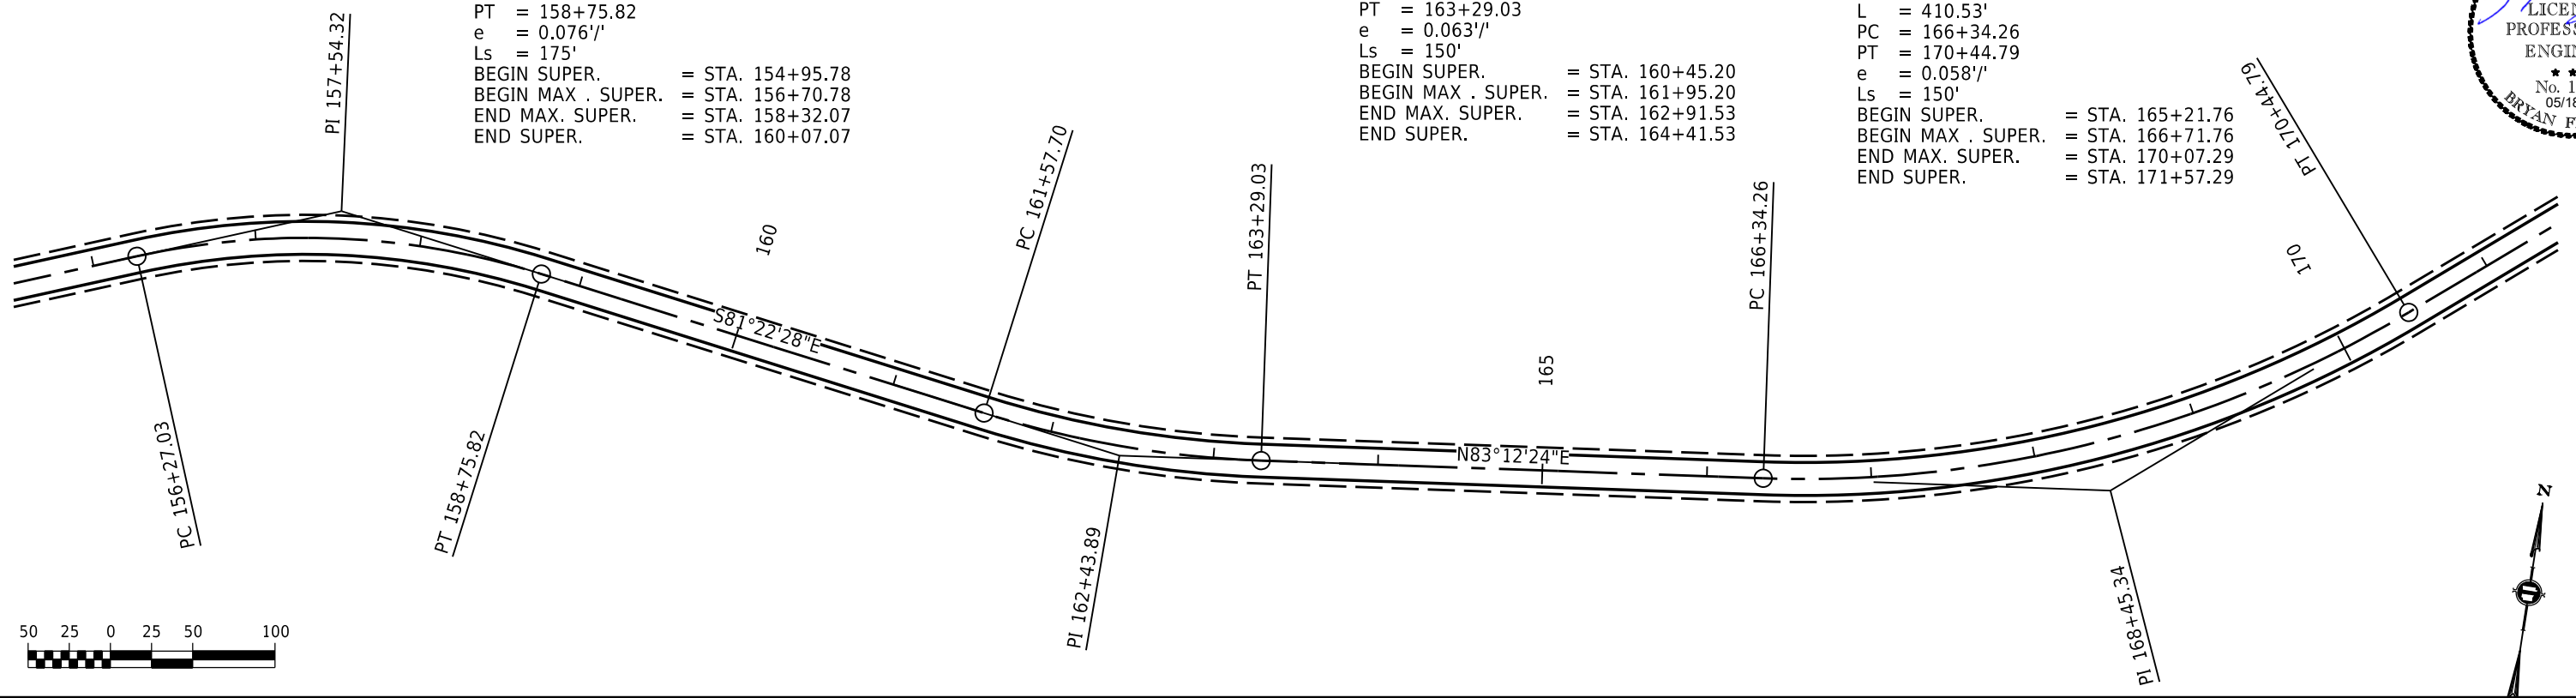 PT = 158+75.82
e = 0.076'/'
Ls = 175'
BEGIN SUPER. = STA. 154+95.78
BEGIN MAX . SUPER. = STA. 156+70.78
END MAX. SUPER. = STA. 158+32.07
END SUPER. = STA. 160+07.07
PT = 163+29.03
e = 0.063'/'
Ls = 150'
BEGIN SUPER. = STA. 160+45.20
BEGIN MAX . SUPER. = STA. 161+95.20
END MAX. SUPER. = STA. 162+91.53
END SUPER. = STA. 164+41.53
L = 410.53'
PC = 166+34.26
PT = 170+44.79
e = 0.058'/'
Ls = 150'
BEGIN SUPER. = STA. 165+21.76
BEGIN MAX . SUPER. = STA. 166+71.76
END MAX. SUPER. = STA. 170+07.29
END SUPER. = STA. 171+57.29
No. 1
05/18
BRYAN F
PI 157+54.32
PC 156+27.03
PT 158+75.82
160
S81°22'28"E
PC 161+57.70
PI 162+43.89
PT 163+29.03
165
N83°12'24"E
PC 166+34.26
PI 168+45.34
170
PT 170+44.79
N
50 25 0 25 50 100